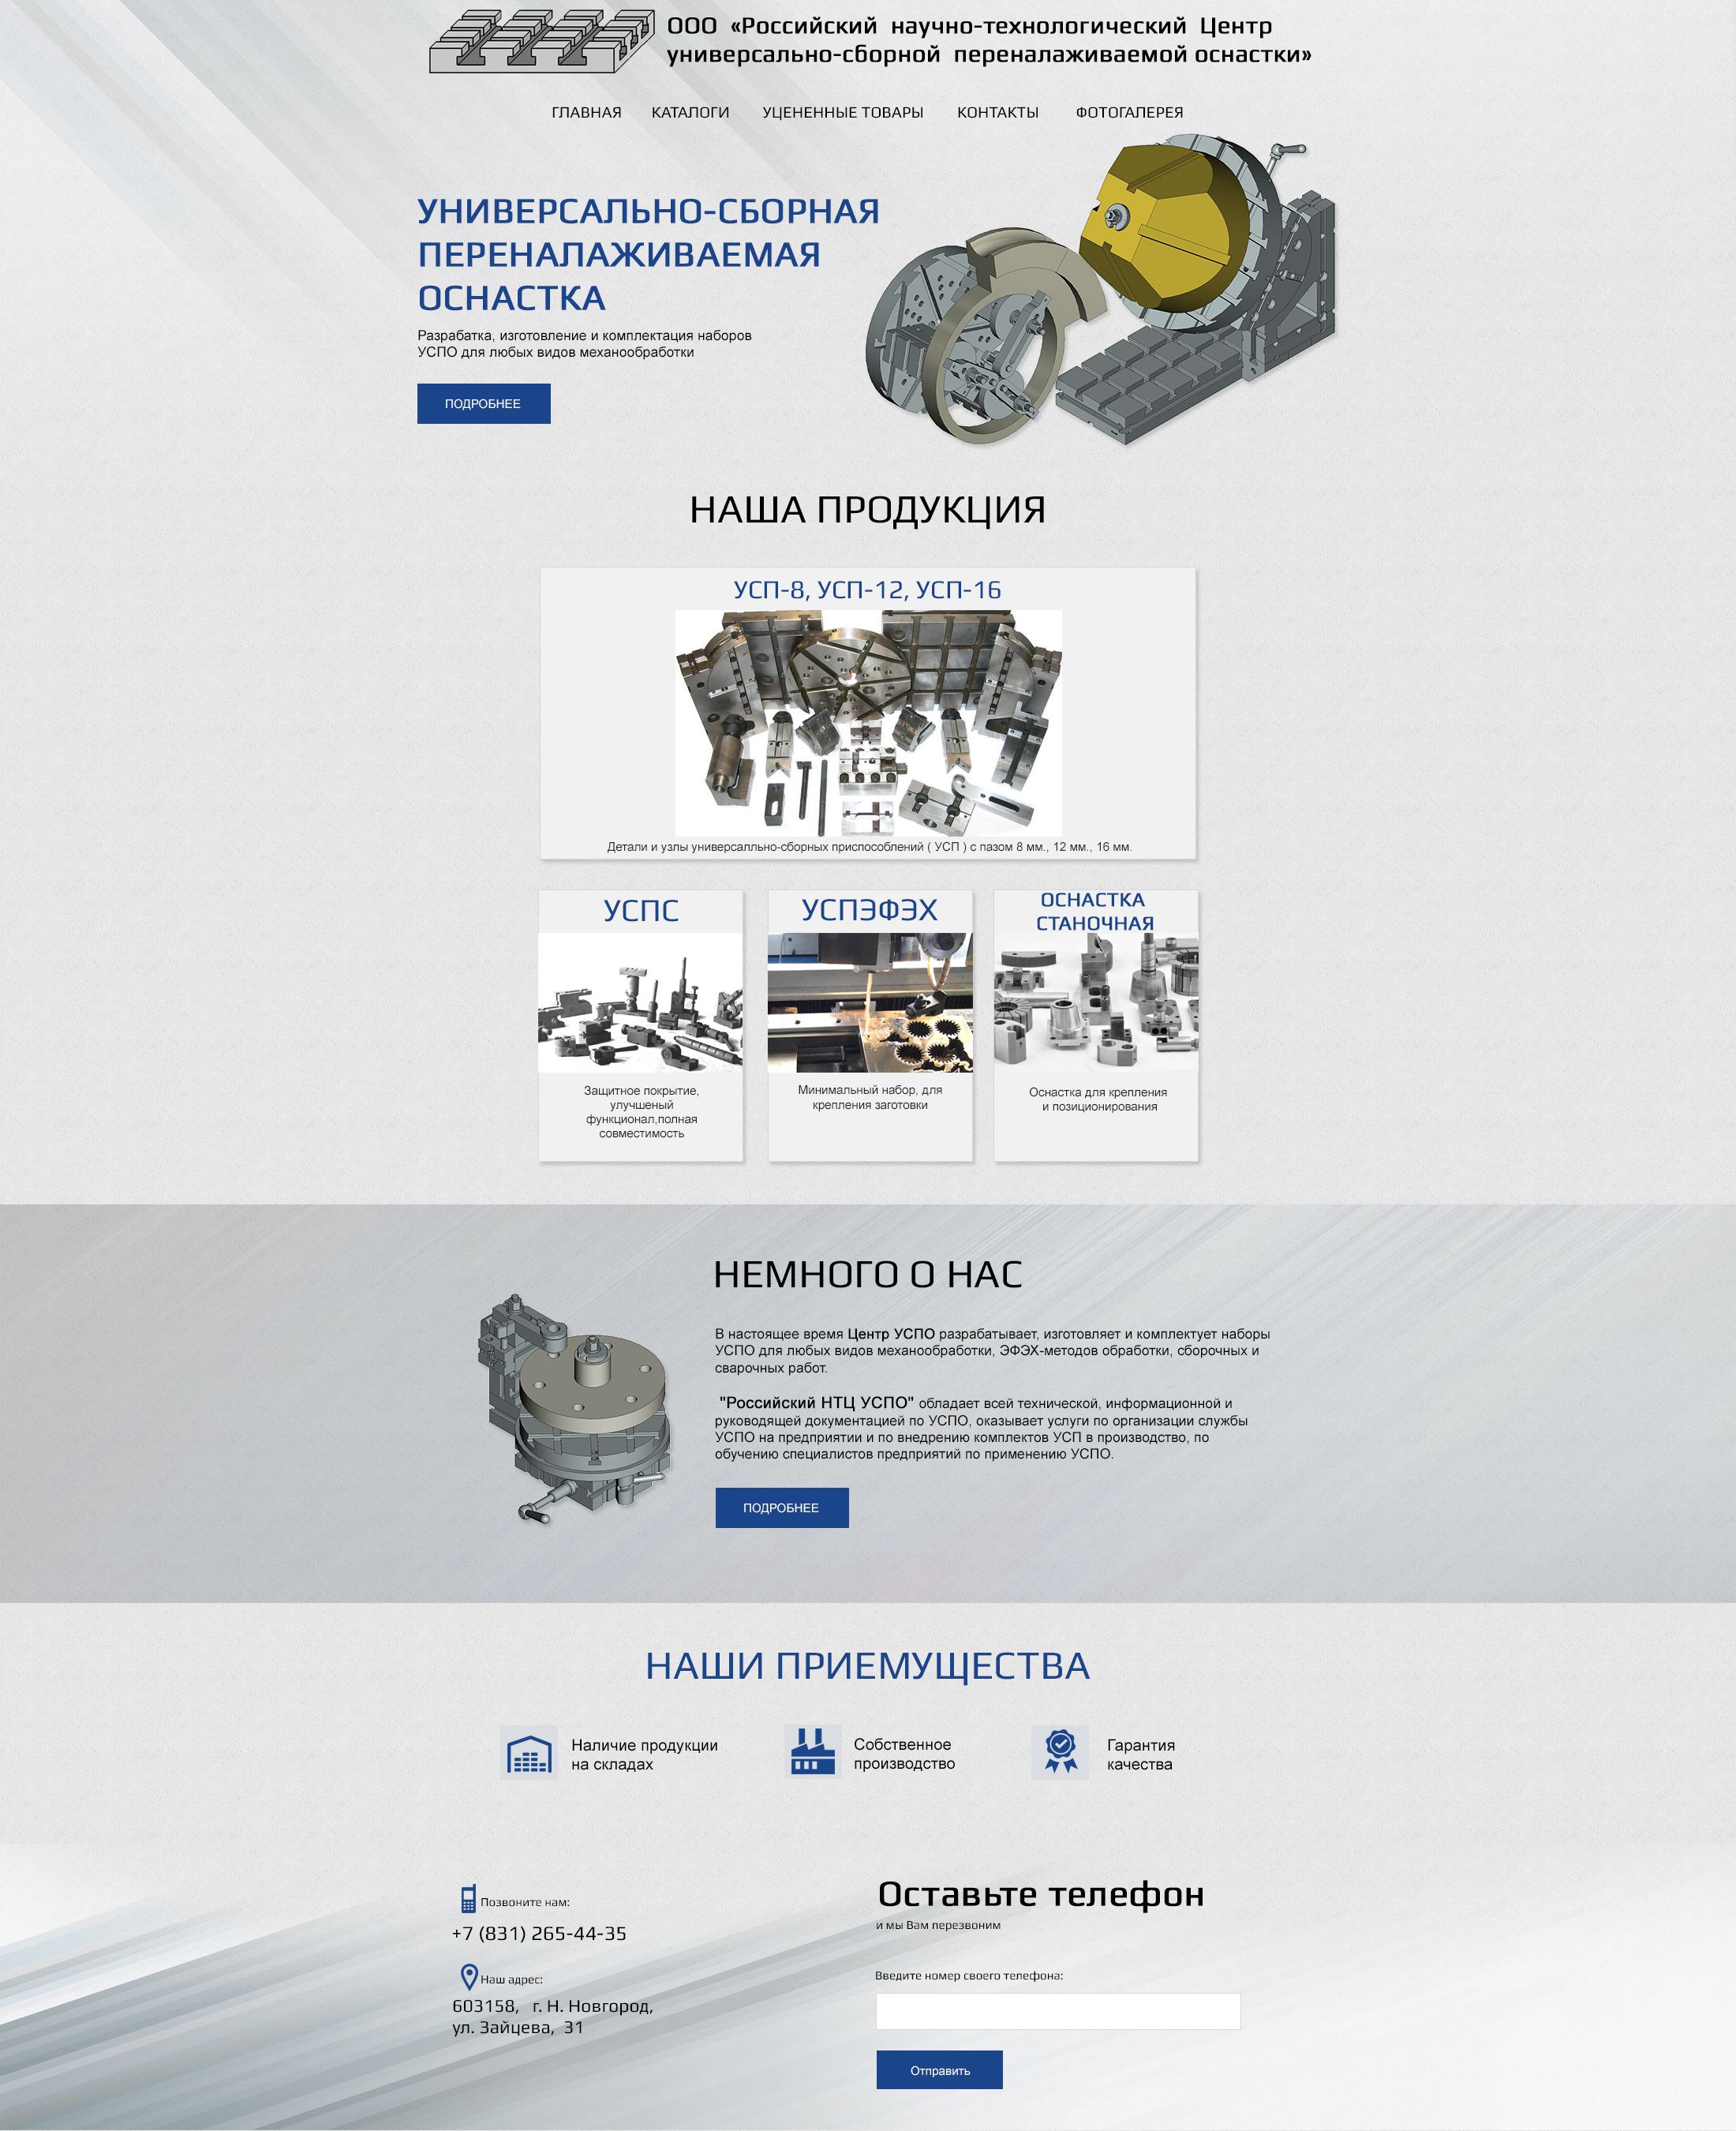 ООО «Российский научно-технологический Центр
универсально-сборной переналаживаемой оснастки»
ГЛАВНАЯ КАТАЛОГИ УЦЕНЕННЫЕ ТОВАРЫ КОНТАКТЫ ФОТОГАЛЕРЕЯ
УНИВЕРСАЛЬНО-СБОРНАЯ
ПЕРЕНАЛАЖИВАЕМАЯ
ОСНАСТКА
Разрабатка, изготовление и комплектация наборов
УСПО для любых видов механообработки
ПОДРОБНЕЕ
НАША ПРОДУКЦИЯ
УСП-8, УСП-12, УСП-16
Детали и узлы универсалльно-сборных приспособлений ( УСП ) с пазом 8 мм., 12 мм., 16 мм.
УСПС
Защитное покрытие,
улучшеный
функционал,полная
совместимость
УСПЭФЭХ
Минимальный набор, для
крепления заготовки
ОСНАСТКА
СТАНОЧНАЯ
Оснастка для крепления
и позиционирования
НЕМНОГО О НАС
В настоящее время Центр УСПО разрабатывает, изготовляет и комплектует наборы
УСПО для любых видов механообработки, ЭФЭХ-методов обработки, сборочных и
сварочных работ.
"Российский НТЦ УСПО" обладает всей технической, информационной и
руководящей документацией по УСПО, оказывает услуги по организации службы
УСПО на предприятии и по внедрению комплектов УСП в производство, по
обучению специалистов предприятий по применению УСПО.
ПОДРОБНЕЕ
НАШИ ПРИЕМУЩЕСТВА
Наличие продукции
на складах
Собственное
производство
Гарантия
качества
Позвоните нам:
+7 (831) 265-44-35
Наш адрес:
603158, г. Н. Новгород,
ул. Зайцева, 31
Оставьте телефон
и мы Вам перезвоним
Введите номер своего телефона:
Отправить